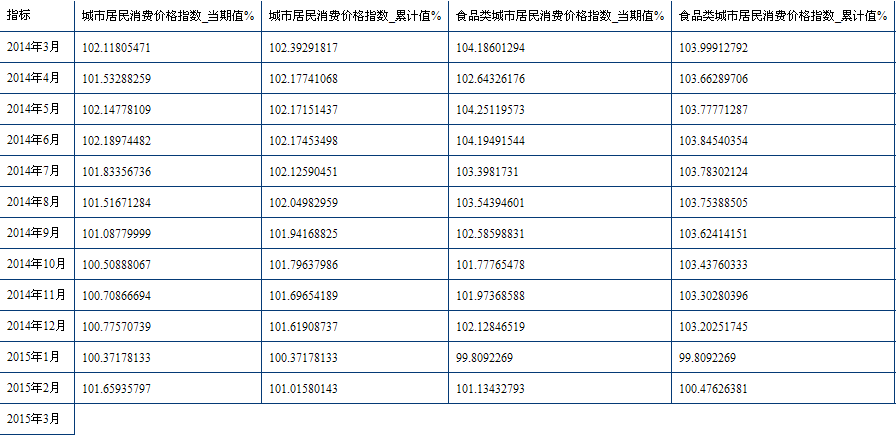 指标 城市居民消费价格指数_当期值% 城市居民消费价格指数_累计值% 食品类城市居民消费价格指数_当期值% 食品类城市居民消费价格指数_累计值%
2014年3月 102.11805471 102.39291817 104.18601294 103.99912792
2014年4月 101.53288259 102.17741068 102.64326176 103.66289706
2014年5月 102.14778109 102.17151437 104.25119573 103.77771287
2014年6月 102.18974482 102.17453498 104.19491544 103.84540354
2014年7月 101.83356736 102.12590451 103.3981731 103.78302124
2014年8月 101.51671284 102.04982959 103.54394601 103.75388505
2014年9月 101.08779999 101.94168825 102.58598831 103.62414151
2014年10月 100.50888067 101.79637986 101.77765478 103.43760333
2014年11月 100.70866694 101.69654189 101.97368588 103.30280396
2014年12月 100.77570739 101.61908737 102.12846519 103.20251745
2015年1月 100.37178133 100.37178133 99.8092269 99.8092269
2015年2月 101.65935797 101.01580143 101.13432793 100.47626381
2015年3月